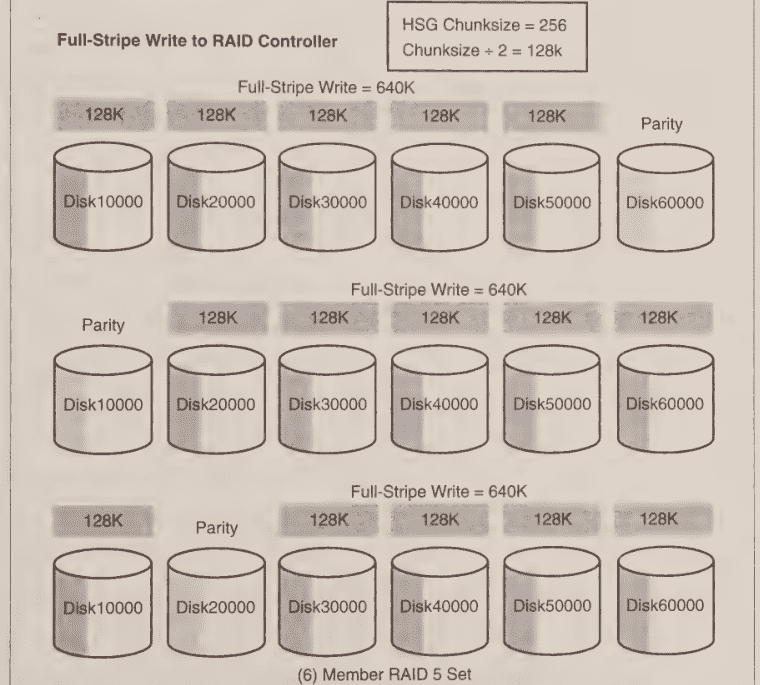 HSG Chunksize = 256
Chunksize ÷ 2 = 128k
Full-Stripe Write to RAID Controller
Full-Stripe Write = 640K
128K 128K 128K 128K 128K Parity
Disk10000 Disk20000 Disk30000 Disk40000 Disk50000 Disk60000
Full-Stripe Write = 640K
Parity 128K 128K 128K 128K 128K
Disk10000 Disk20000 Disk30000 Disk40000 Disk50000 Disk60000
Full-Stripe Write = 640K
128K Parity 128K 128K 128K 128K
Disk10000 Disk20000 Disk30000 Disk40000 Disk50000 Disk60000
(6) Member RAID 5 Set